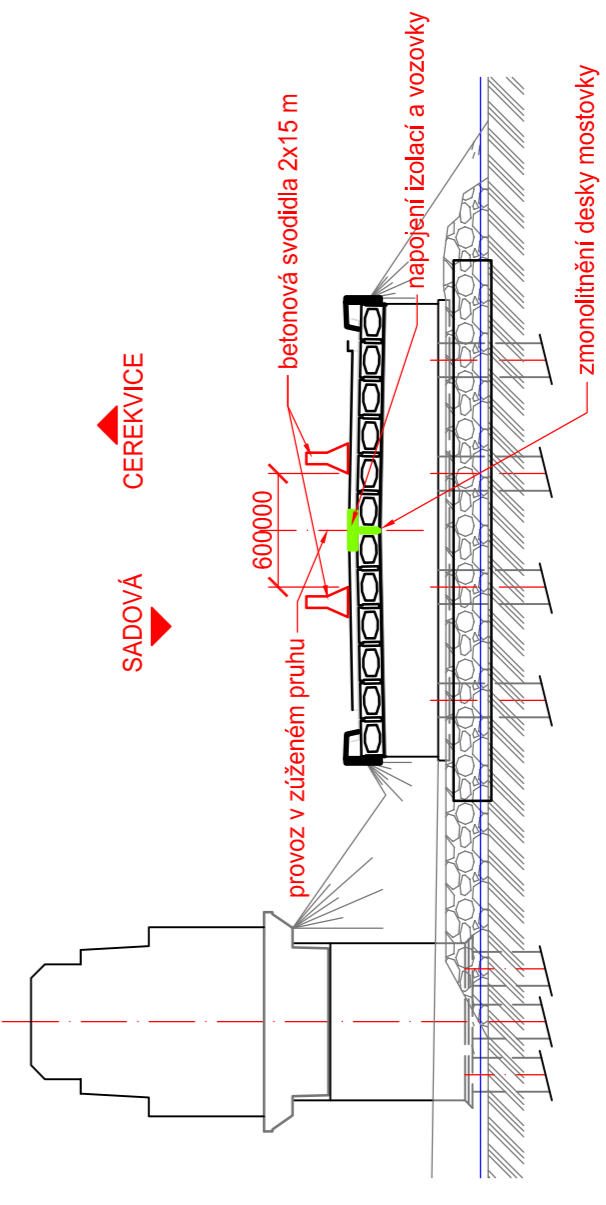 SADOVÁ
CEREKVICE
betonová svodidla 2x15 m
600000
provoz v zúženém pruhu
napojení izolací a vozovky
zmonolitnění desky mostovky